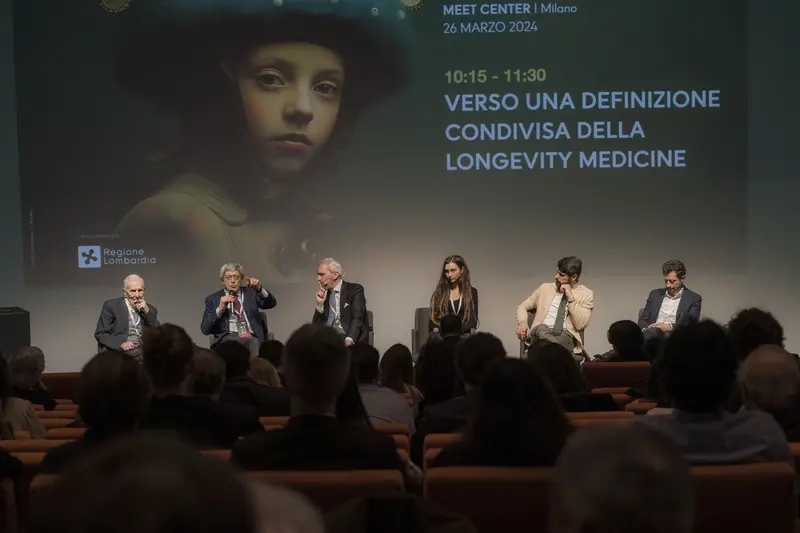 MEET CENTER | Milano
26 MARZO 2024
10:15 - 11:30
VERSO UNA DEFINIZIONE
CONDIVISA DELLA
LONGEVITY MEDICINE
Regione
Lombardia